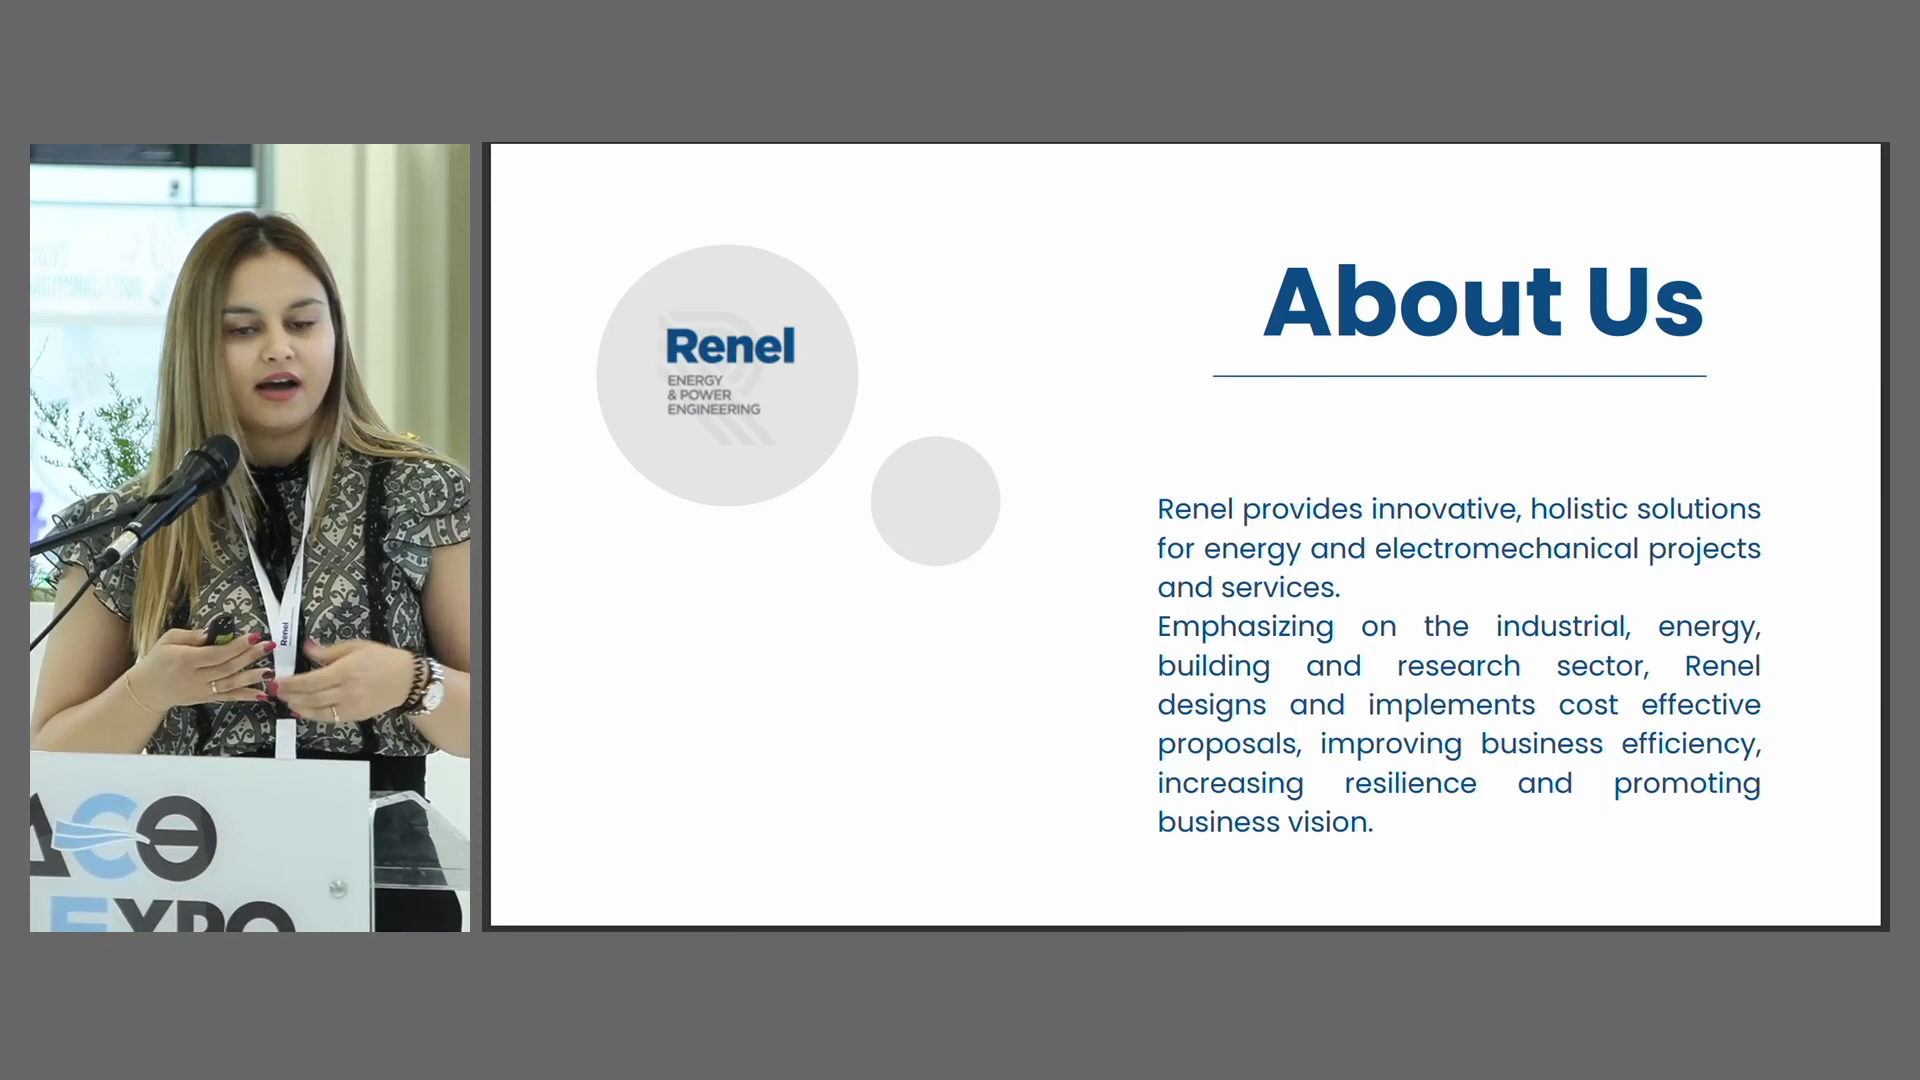 Renel
ENERGY
& POWER
ENGINEERING
About Us
Renel provides innovative, holistic solutions
for energy and electromechanical projects
and services.
Emphasizing on the industrial, energy,
building and research sector, Renel
designs and implements cost effective
proposals, improving business efficiency,
increasing resilience and promoting
business vision.
Renel
ΔΕΘ
EXPO